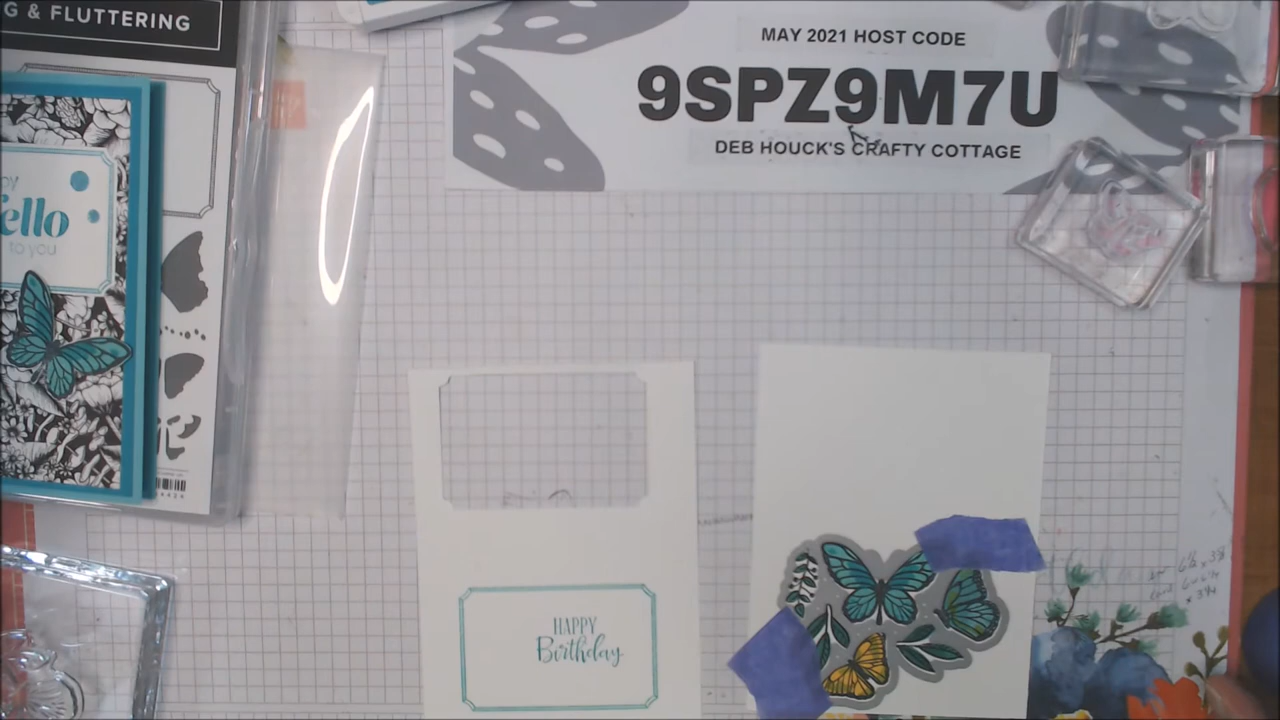 G & FLUTTERING
MAY 2021 HOST CODE
9SPZ9M7U
DEB HOUCK'S CRAFTY COTTAGE
ello
to you
HAPPY
Birthday